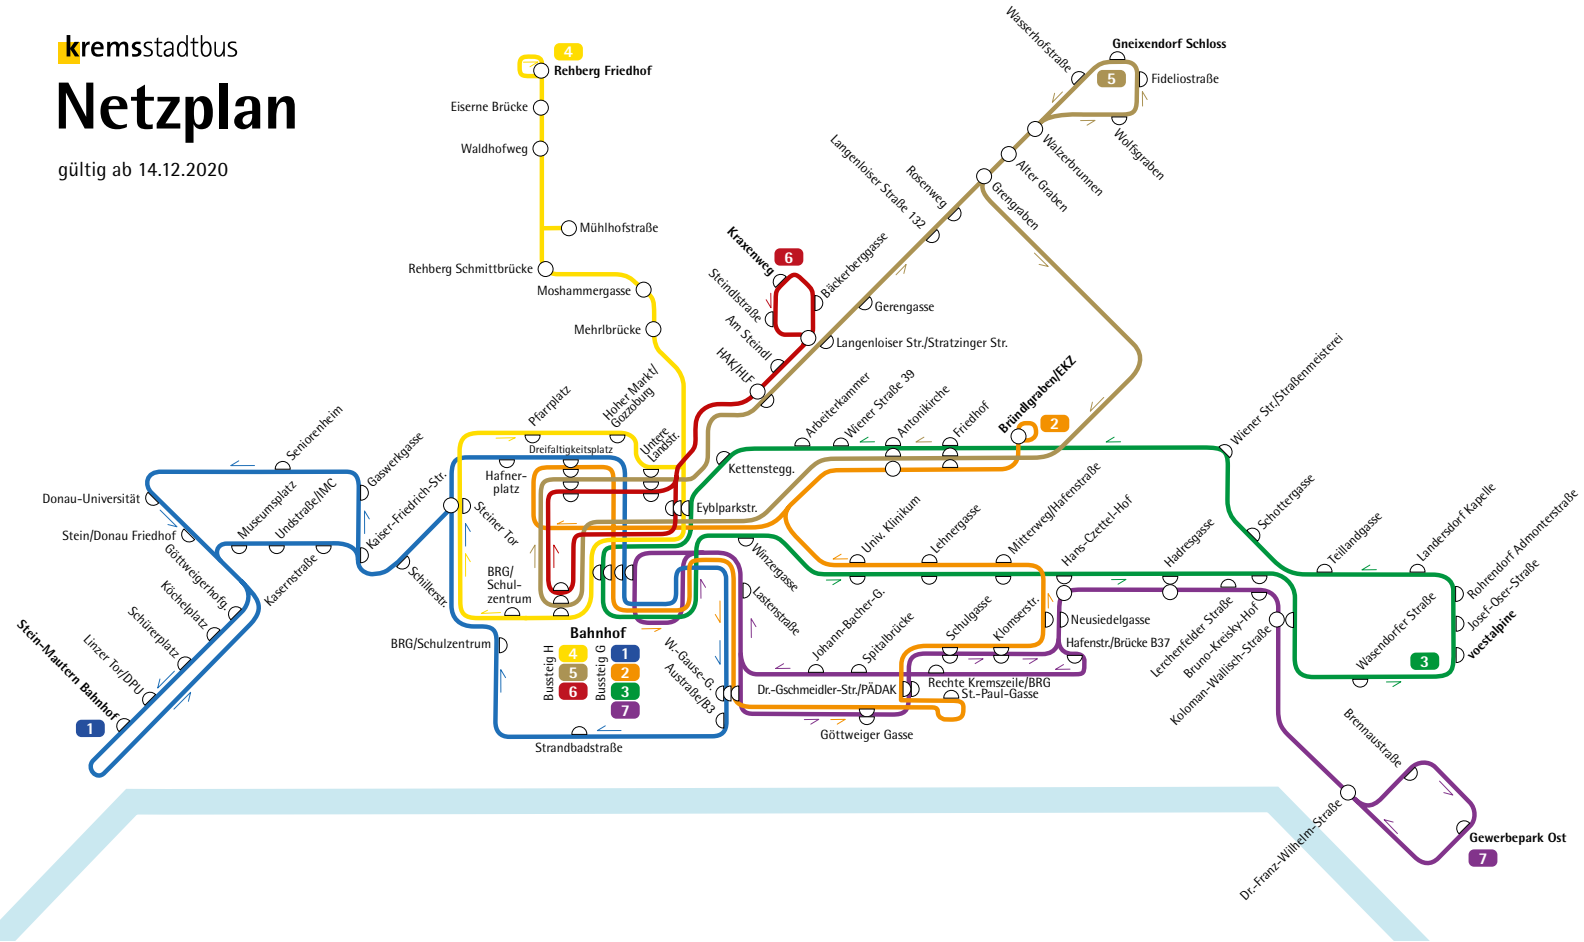 kremsstadtbus
Netzplan
gültig ab 14.12.2020
4
Rehberg Friedhof
Eiserne Brücke
Waldhofweg
Mühlhofstraße
Rehberg Schmittbrücke
Moshammergasse
Mehrlbrücke
Wasserhofstraße
Gneixendorf Schloss
5
Fideliostraße
Wolfsgraben
Walzerbrunnen
Alter Graben
Grengraben
Rosenweg
Langenloiser Straße 132
Kraxenweg
6
Steindlstraße
Am Steindl
HAK/HLF
Bäckerberggasse
Gerengasse
Langenloiser Str./Stratzinger Str.
Pfarrplatz
Hoher Markt/
Gozzoburg
Untere
Landstr.
Dreifaltigkeitsplatz
Hafner-
platz
Steiner Tor
BRG/
Schul-
zentrum
Kettenstegg.
Eyblparkstr.
Arbeiterkammer
Wiener Straße 39
Antonikirche
Friedhof
Bründlgraben/EKZ
2
Wiener Str./Straßenmeisterei
Schottergasse
Teillandgasse
Landersdorf Kapelle
Rohrendorf Admonterstraße
Josef-Oser-Straße
voestalpine
3
Wasendorfer Straße
Seniorenheim
Gaswerkgasse
Kaiser-Friedrich-Str.
Donau-Universität
Stein/Donau Friedhof
Museumsplatz
Undstraße/IMC
Kasernstraße
Schillerstr.
Göttweigerhofg.
Köchelplatz
Schürerplatz
Linzer Tor/DPU
Stein-Mautern Bahnhof
1
BRG/Schulzentrum
Strandbadstraße
Bahnhof
Bussteig H
4
5
6
Bussteig G
1
2
3
7
W.-Gause-G.
Austraße/B3
Winzergasse
Lastenstraße
Univ. Klinikum
Lehnergasse
Mitterweg/Hafenstraße
Hans-Czettel-Hof
Hadresgasse
Johann-Bacher-G.
Spitalbrücke
Schulgasse
Klomserstr.
Neusiedelgasse
Hafenstr./Brücke B37
Dr.-Gschmeidler-Str./PÄDAK
Rechte Kremszeile/BRG
St.-Paul-Gasse
Göttweiger Gasse
Lerchenfelder Straße
Bruno-Kreisky-Hof
Koloman-Wallisch-Straße
Brennaustraße
Dr.-Franz-Wilhelm-Straße
Gewerbepark Ost
7